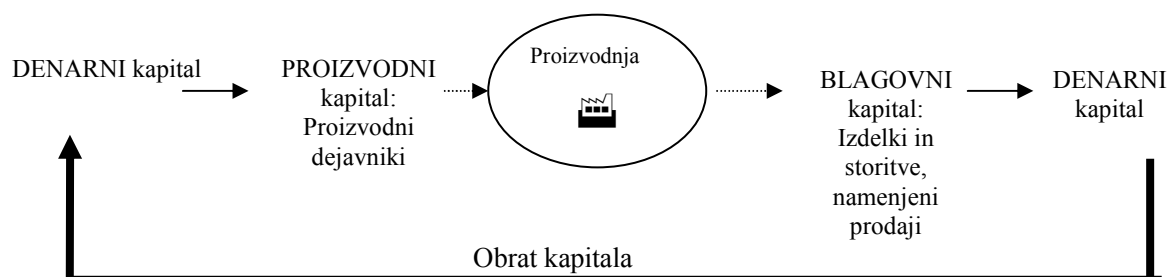 DENARNI kapital
PROIZVODNI
kapital:
Proizvodni
dejavniki
Proizvodnja
BLAGOVNI
kapital:
Izdelki in
storitve,
namenjeni
prodaji
DENARNI
kapital
Obrat kapitala